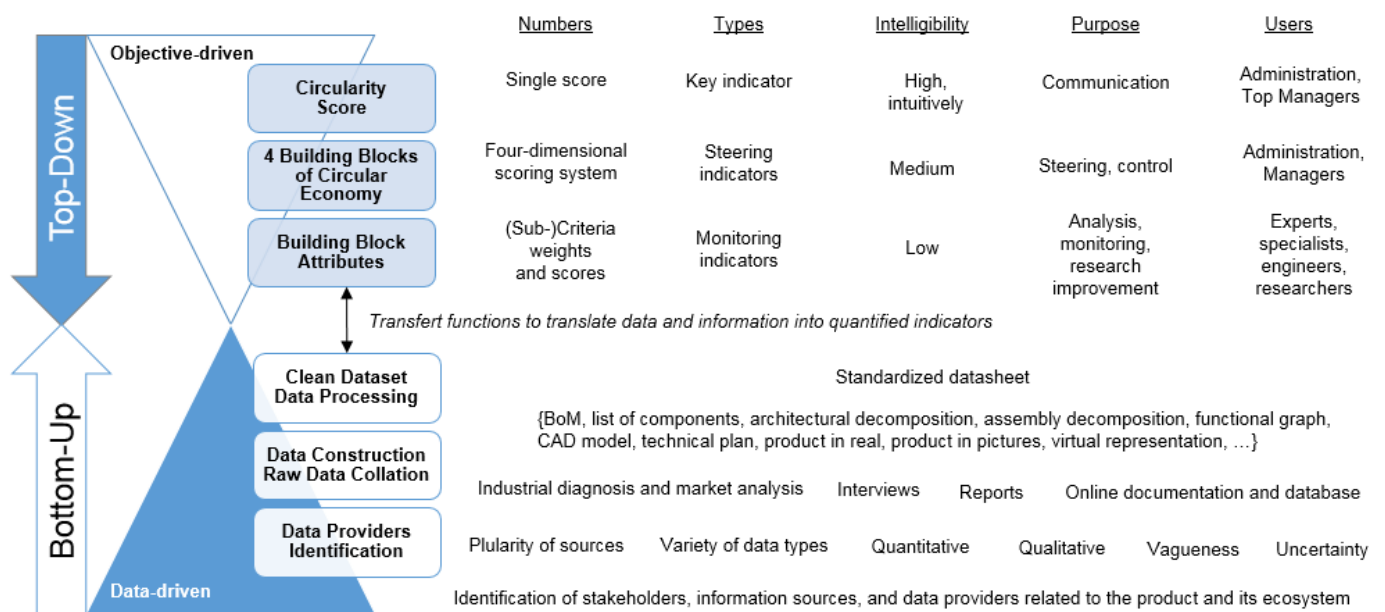 Numbers Types Intelligibility Purpose Users
Objective-driven
Top-Down
Circularity
Score
Single score
Key indicator
High,
intuitively
Communication
Administration,
Top Managers
4 Building Blocks
of Circular
Economy
Four-dimensional
scoring system
Steering
indicators
Medium
Steering, control
Administration,
Managers
Building Block
Attributes
(Sub-)Criteria
weights
and scores
Monitoring
indicators
Low
Analysis,
monitoring,
research
improvement
Experts,
specialists,
engineers,
researchers
Transfert functions to translate data and information into quantified indicators
Bottom-Up
Clean Dataset
Data Processing
Standardized datasheet
{BoM, list of components, architectural decomposition, assembly decomposition, functional graph,
CAD model, technical plan, product in real, product in pictures, virtual representation, …}
Data Construction
Raw Data Collation
Industrial diagnosis and market analysis Interviews Reports Online documentation and database
Data Providers
Identification
Plularity of sources Variety of data types Quantitative Qualitative Vagueness Uncertainty
Data-driven
Identification of stakeholders, information sources, and data providers related to the product and its ecosystem